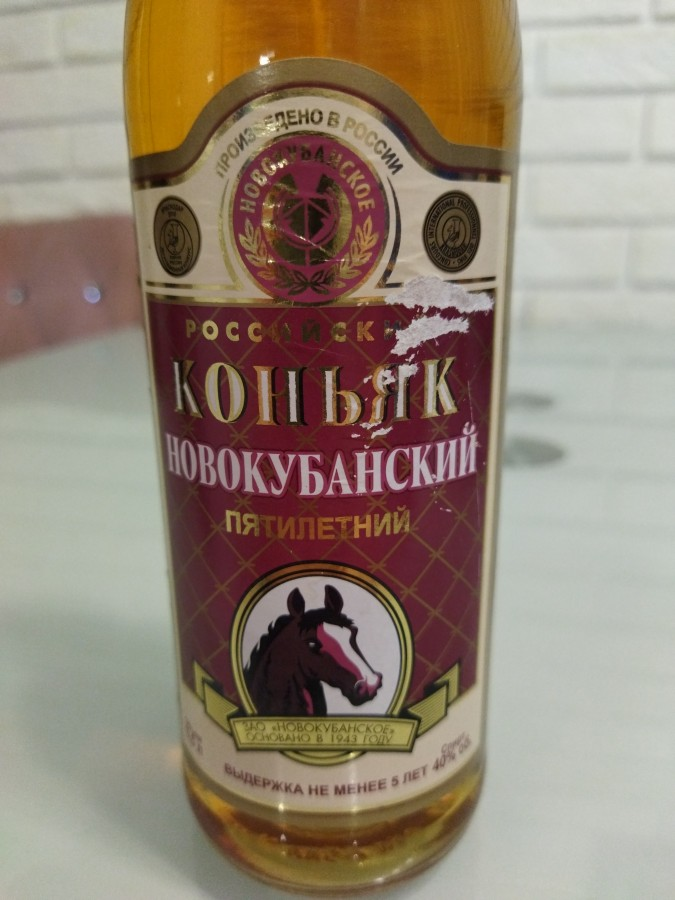 ПРОИЗВЕДЕНО В РОССИИ
НОВОКУБАНСКОЕ
РОССИЙСКИ
КОНЬЯК
НОВОКУБАНСКИЙ
ПЯТИЛЕТНИЙ
ЗАО «НОВОКУБАНСКОЕ»
ОСНОВАНО В 1943 ГОДУ
Спирт
ВЫДЕРЖКА НЕ МЕНЕЕ 5 ЛЕТ 40% об.